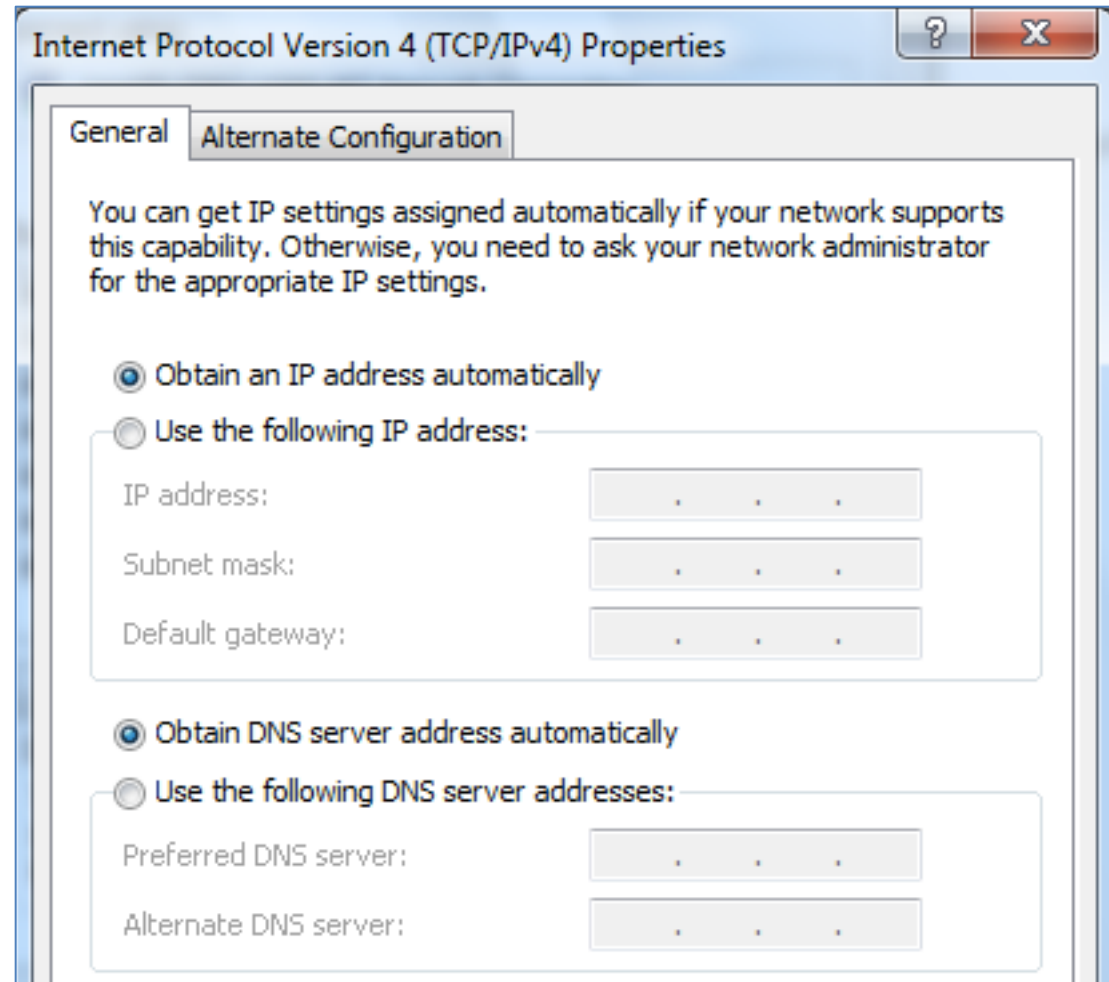 Internet Protocol Version 4 (TCP/IPv4) Properties
?
X
General
Alternate Configuration
You can get IP settings assigned automatically if your network supports
this capability. Otherwise, you need to ask your network administrator
for the appropriate IP settings.
Obtain an IP address automatically
Use the following IP address:
IP address: . . .
Subnet mask: . . .
Default gateway: . . .
Obtain DNS server address automatically
Use the following DNS server addresses:
Preferred DNS server: . . .
Alternate DNS server: . . .